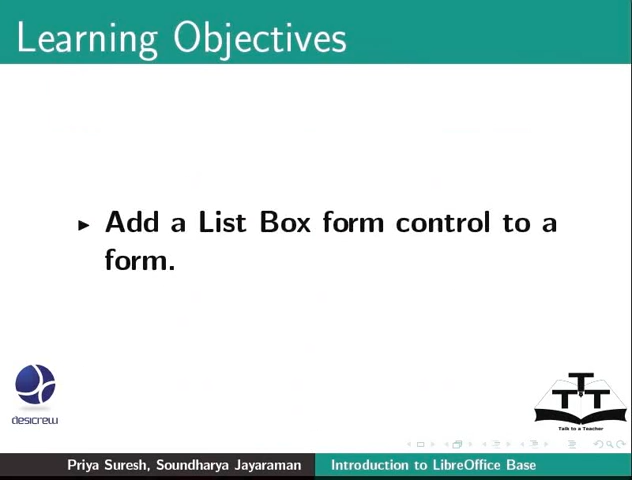 Learning Objectives
Add a List Box form control to a
form.
desicrew
T
T T
Talk to a Teacher
Priya Suresh, Soundharya Jayaraman Introduction to LibreOffice Base